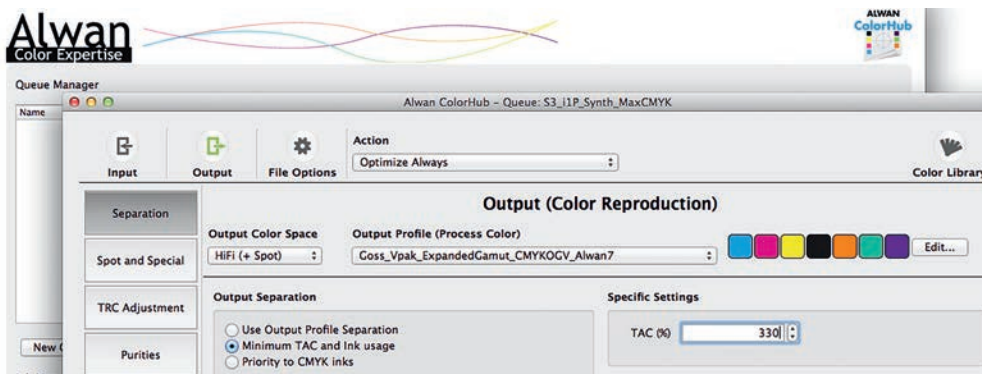 Alwan
Color Expertise
ALWAN
ColorHub
Queue Manager
Name
Alwan ColorHub - Queue: S3_i1P_Synth_MaxCMYK
Input
Output
File Options
Action
Optimize Always
Color Library
Separation
Spot and Special
TRC Adjustment
Purities
Output (Color Reproduction)
Output Color Space
HiFi (+ Spot)
Output Profile (Process Color)
Goss_Vpak_ExpandedGamut_CMYKOGV_Alwan7
Edit...
Output Separation
Use Output Profile Separation
Minimum TAC and Ink usage
Priority to CMYK inks
Specific Settings
TAC (%)
330
New